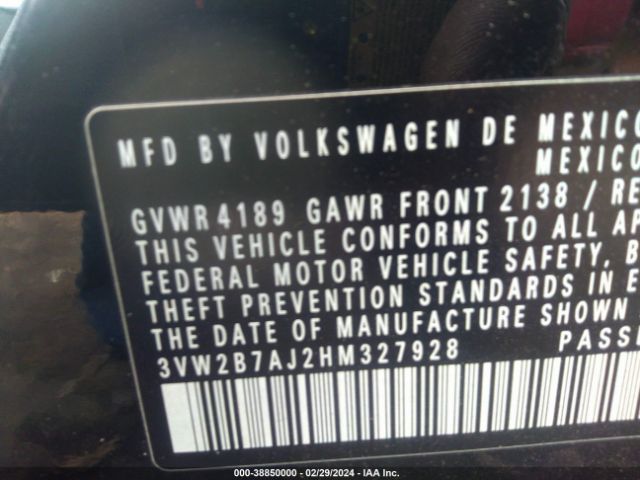 MFD BY VOLKSWAGEN DE MEXICO
MEXICO
GVWR 4189 GAWR FRONT 2138 / RE
THIS VEHICLE CONFORMS TO ALL AP
FEDERAL MOTOR VEHICLE SAFETY, B
THEFT PREVENTION STANDARDS IN E
THE DATE OF MANUFACTURE SHOWN
3VW2B7AJ2HM327928 PASSE
000-38850000 - 02/29/2024 - IAA Inc.